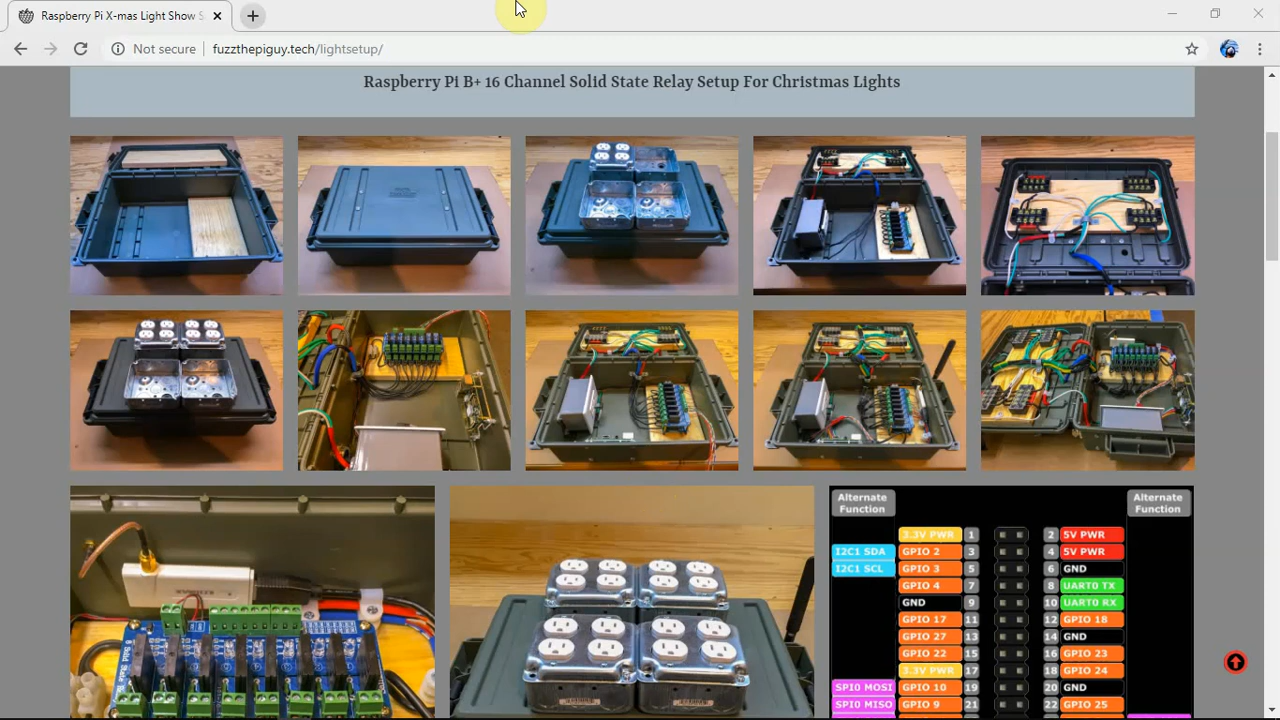 Raspberry Pi X-mas Light Show S
Not secure
fuzzthepiguy.tech/lightsetup/
Raspberry Pi B+ 16 Channel Solid State Relay Setup For Christmas Lights
Alternate Function
Alternate Function
3.3V PWR 1 2 5V PWR
I2C1 SDA GPIO 2 3 4 5V PWR
I2C1 SCL GPIO 3 5 6 GND
GPIO 4 7 8 UART0 TX
GND 9 10 UART0 RX
GPIO 17 11 12 GPIO 18
GPIO 27 13 14 GND
GPIO 22 15 16 GPIO 23
3.3V PWR 17 18 GPIO 24
SPI0 MOSI GPIO 10 19 20 GND
SPI0 MISO GPIO 9 21 22 GPIO 25